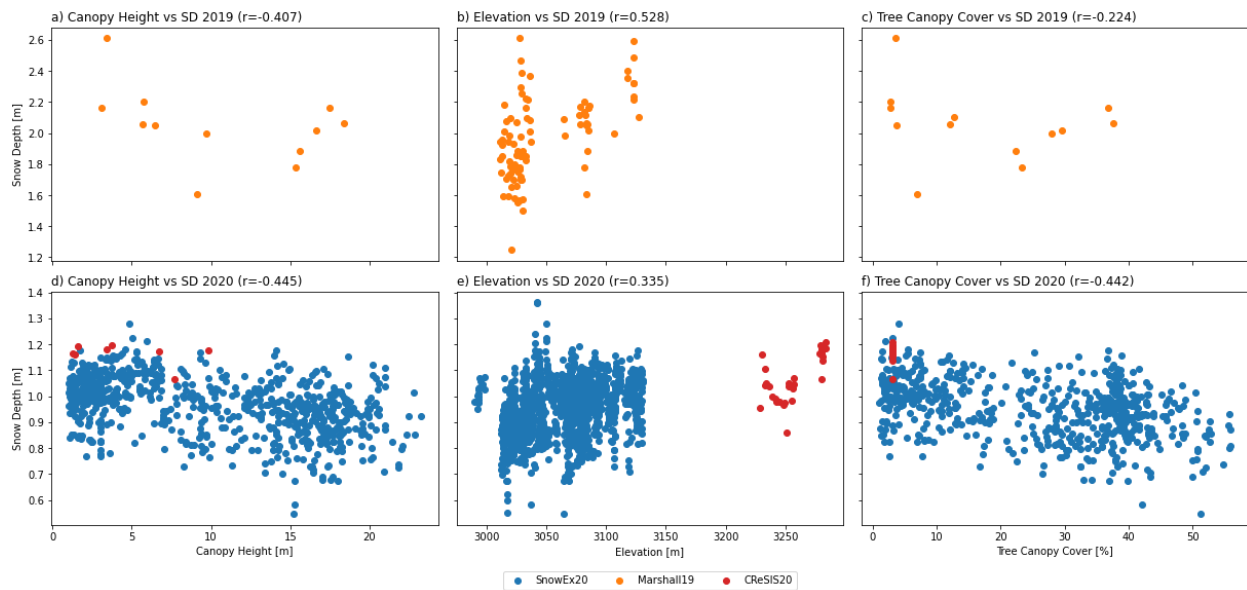 a) Canopy Height vs SD 2019 (r=-0.407)
b) Elevation vs SD 2019 (r=0.528)
c) Tree Canopy Cover vs SD 2019 (r=-0.224)
2.6
2.4
2.2
2.0
1.8
1.6
1.4
1.2
Snow Depth [m]
d) Canopy Height vs SD 2020 (r=-0.445)
e) Elevation vs SD 2020 (r=0.335)
f) Tree Canopy Cover vs SD 2020 (r=-0.442)
1.4
1.3
1.2
1.1
1.0
0.9
0.8
0.7
0.6
Snow Depth [m]
0 5 10 15 20
Canopy Height [m]
3000 3050 3100 3150 3200 3250
Elevation [m]
0 10 20 30 40 50
Tree Canopy Cover [%]
SnowEx20 Marshall19 CReSIS20